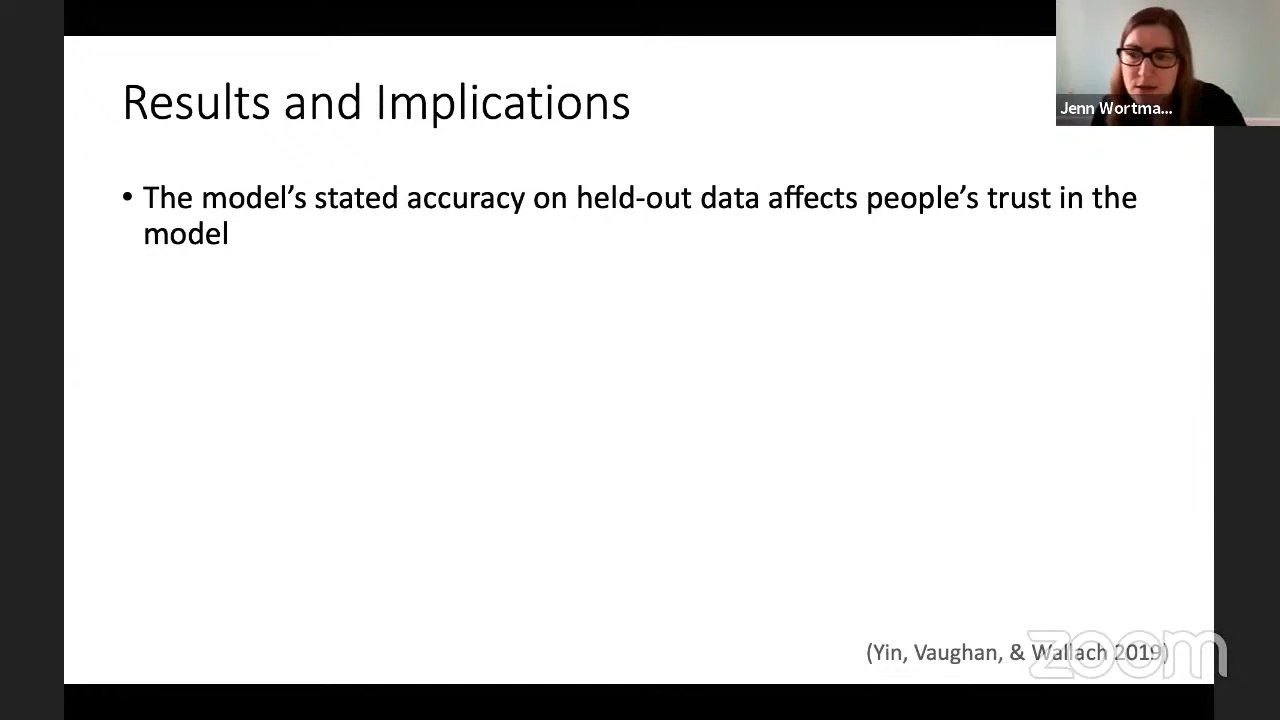 Results and Implications
Jenn Wortma...
• The model’s stated accuracy on held-out data affects people’s trust in the
model
(Yin, Vaughan, & Wallach 2019)
zoom